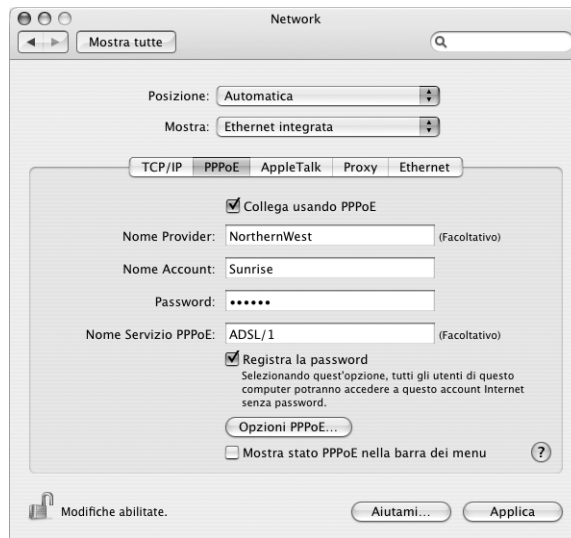 Network
Mostra tutte
Posizione: Automatica
Mostra: Ethernet integrata
TCP/IP PPPoE AppleTalk Proxy Ethernet
Collega usando PPPoE
Nome Provider: NorthernWest (Facoltativo)
Nome Account: Sunrise
Password: ••••••
Nome Servizio PPPoE: ADSL/1 (Facoltativo)
Registra la password
Selezionando quest'opzione, tutti gli utenti di questo
computer potranno accedere a questo account Internet
senza password.
Opzioni PPPoE...
Mostra stato PPPoE nella barra dei menu ?
Modifiche abilitate. Aiutami... Applica